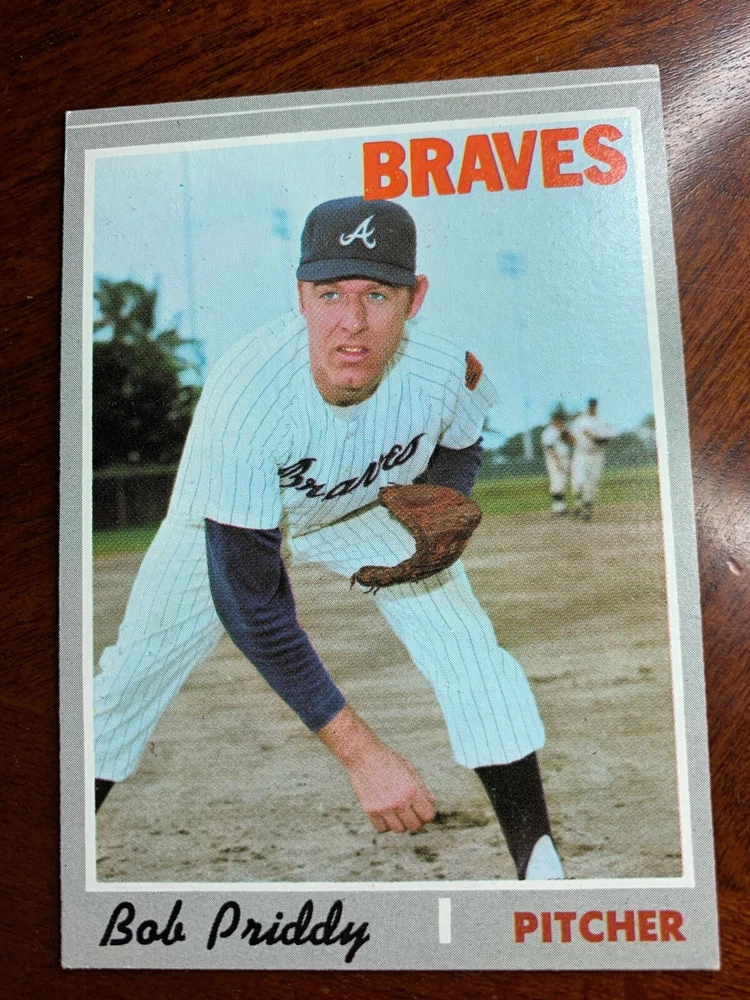 BRAVES
A
Braves
Bob Priddy
PITCHER